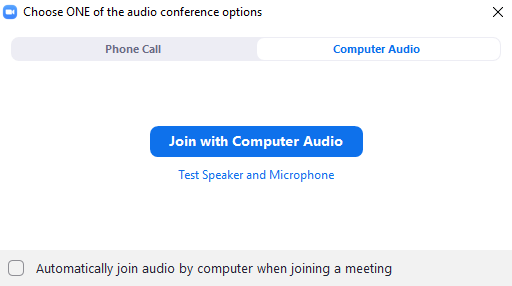 Choose ONE of the audio conference options
Phone Call
Computer Audio
Join with Computer Audio
Test Speaker and Microphone
Automatically join audio by computer when joining a meeting